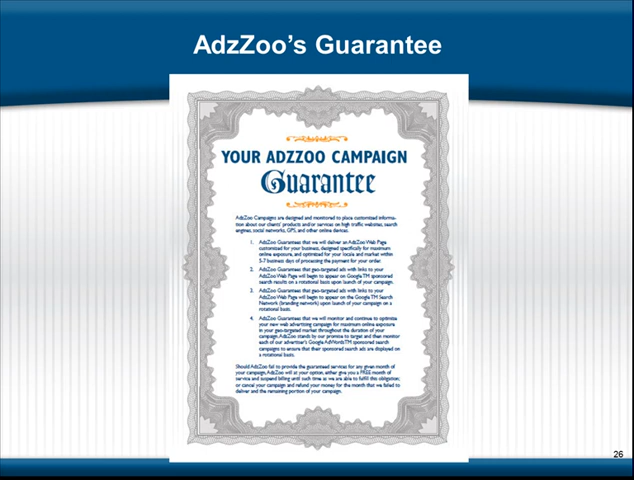 AdzZoo's Guarantee
YOUR ADZZOO CAMPAIGN
Guarantee
AdzZoo Campaigns are designed and monitored to place customized informa-
tion about our clients' products and/or services on high traffic websites, search
engines, social networks, GPS, and other online devices.
1. AdzZoo Guarantees that we will deliver an AdzZoo Web Page
customized for your business, designed specifically for maximum
online exposure, and optimized for your locale and market within
5-7 business days of processing the payment for your order.
2. AdzZoo Guarantees that geo-targeted ads with links to your
AdzZoo Web Page will begin to appear on Google TM sponsored
search results on a rotational basis upon launch of your campaign.
3. AdzZoo Guarantees that geo-targeted ads with links to your
AdzZoo Web Page will begin to appear on the Google TM Search
Network (branding network) upon launch of your campaign on a
rotational basis.
4. AdzZoo Guarantees that we will monitor and continue to optimize
your new web advertising campaign for maximum online exposure
in your geo-targeted market throughout the duration of your
campaign. AdzZoo stands by our promise to target and then monitor
each of our advertiser's Google AdWordsTM sponsored search
campaigns to ensure that their sponsored search ads are displayed on
a rotational basis.
Should AdzZoo fail to provide the guaranteed services for any given month of
your campaign, AdzZoo will at your option, either give you a FREE month of
service and suspend billing until such time as we are able to fulfill this obligation;
or cancel your campaign and refund your money for the month that we failed to
deliver and the remaining portion of your campaign.
26